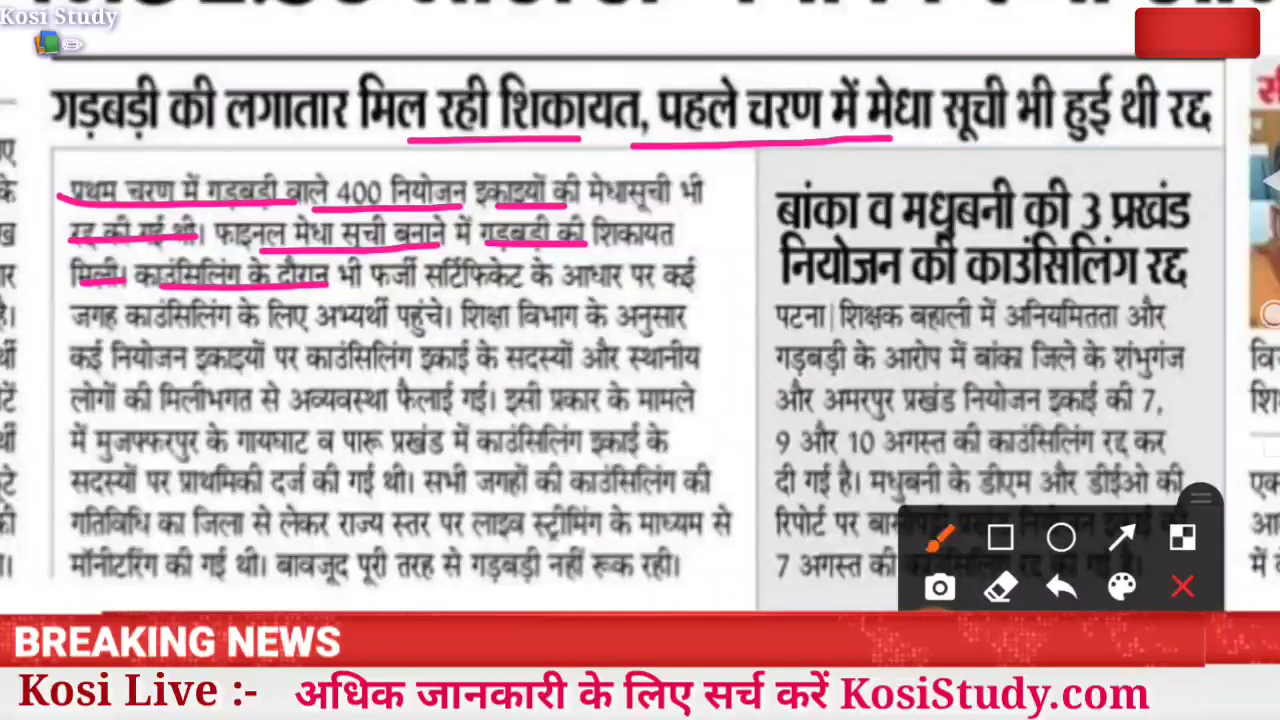 Kosi Study
गड़बड़ी की लगातार मिल रही शिकायत, पहले चरण में मेधा सूची भी हुई थी रद्द
प्रथम चरण में गड़बड़ी वाले 400 नियोजन इकाइयों की मेधासूची भी
रद्द की गई थी। फाइनल मेधा सूची बनाने में गड़बड़ी की शिकायत
मिली। काउंसिलिंग के दौरान भी फर्जी सर्टिफिकेट के आधार पर कई
जगह काउंसिलिंग के लिए अभ्यर्थी पहुंचे। शिक्षा विभाग के अनुसार
कई नियोजन इकाइयों पर काउंसिलिंग इकाई के सदस्यों और स्थानीय
लोगों की मिलीभगत से अव्यवस्था फैलाई गई। इसी प्रकार के मामले
में मुजफ्फरपुर के गायघाट व पारू प्रखंड में काउंसिलिंग इकाई के
सदस्यों पर प्राथमिकी दर्ज की गई थी। सभी जगहों की काउंसिलिंग की
गतिविधि का जिला से लेकर राज्य स्तर पर लाइव स्ट्रीमिंग के माध्यम से
मॉनीटरिंग की गई थी। बावजूद पूरी तरह से गड़बड़ी नहीं रूक रही।
बांका व मधुबनी की 3 प्रखंड
नियोजन की काउंसिलिंग रद्द
पटना|शिक्षक बहाली में अनियमितता और
गड़बड़ी के आरोप में बांका जिले के शंभुगंज
और अमरपुर प्रखंड नियोजन इकाई की 7,
9 और 10 अगस्त की काउंसिलिंग रद्द कर
दी गई है। मधुबनी के डीएम और डीईओ की
रिपोर्ट पर
7 अगस्त की काउंसिलिंग रद्द की गई है।
BREAKING NEWS
Kosi Live :- अधिक जानकारी के लिए सर्च करें KosiStudy.com